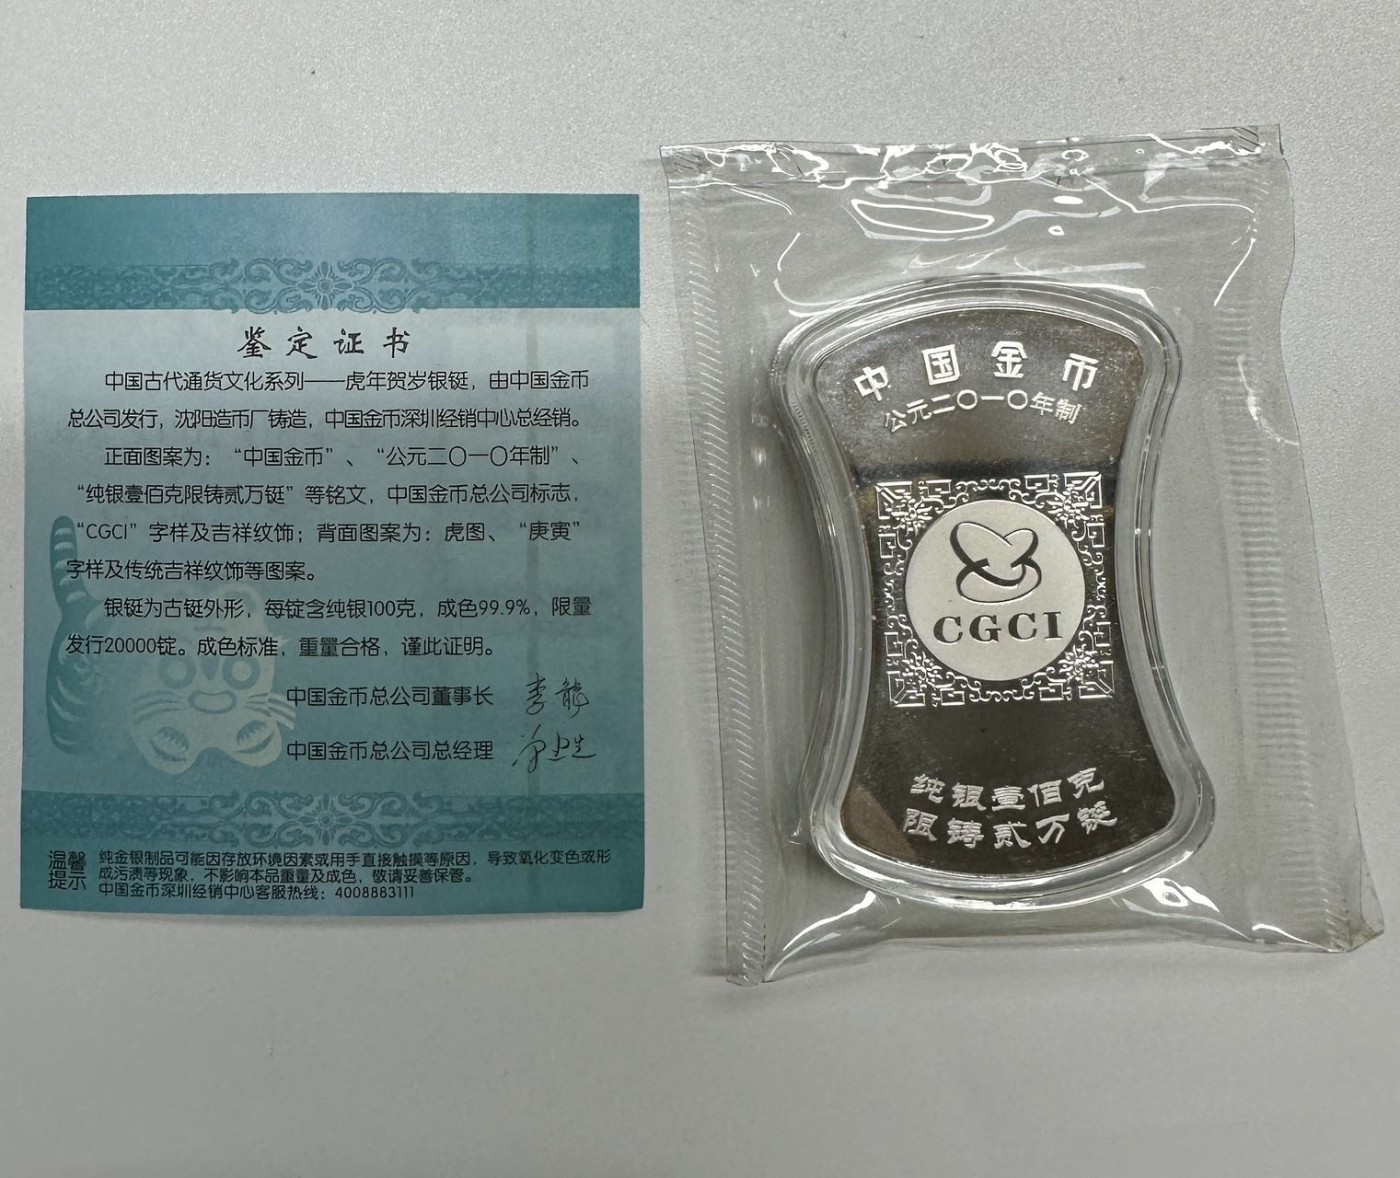 鉴定证书
中国古代通货文化系列——虎年贺岁银铤，由中国金币
总公司发行，沈阳造币厂铸造，中国金币深圳经销中心总经销。
正面图案为：“中国金币”、“公元二〇一〇年制”、
“纯银壹佰克限铸贰万铤”等铭文，中国金币总公司标志，
“CGCI”字样及吉祥纹饰；背面图案为：虎图、“庚寅”
字样及传统吉祥纹饰等图案。
银铤为古铤外形，每锭含纯银100克，成色99.9%，限量
发行20000锭。成色标准，重量合格，谨此证明。
中国金币总公司董事长
中国金币总公司总经理
温馨
提示
纯金银制品可能因存放环境因素或用手直接触摸等原因，导致氧化变色或形
成污渍等现象，不影响本品重量及成色，敬请妥善保管。
中国金币深圳经销中心客服热线：4008883111
中国金币
公元二〇一〇年制
CGCI
纯银壹佰克
限铸贰万铤